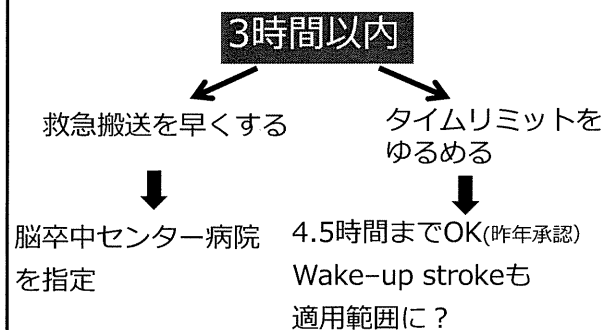 3時間以内
救急搬送を早くする
脳卒中センター病院
を指定
タイムリミットを
ゆるめる
4.5時間までOK(昨年承認)
Wake-up strokeも
適用範囲に？